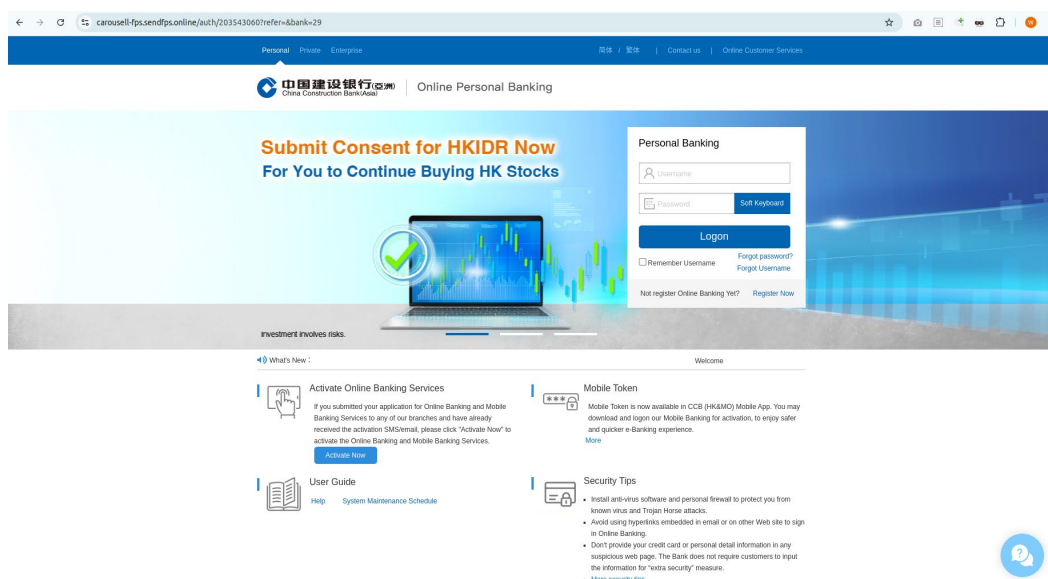 carousell-fps.sendfps.online/auth/203543060?refer=&bank=29
W
Personal Private Enterprise 简体 / 繁体 | Contact us | Online Customer Services
中国建设银行(亞洲)
China Construction Bank(Asia)
Online Personal Banking
Submit Consent for HKIDR Now
For You to Continue Buying HK Stocks
Personal Banking
Username
Password
Soft Keyboard
Logon
Remember Username
Forgot password?
Forgot Username
Not register Online Banking Yet? Register Now
Investment involves risks.
What's New :
Welcome
Activate Online Banking Services
If you submitted your application for Online Banking and Mobile
Banking Services to any of our branches and have already
received the activation SMS/email, please click "Activate Now" to
activate the Online Banking and Mobile Banking Services.
Activate Now
Mobile Token
Mobile Token is now available in CCB (HK&MO) Mobile App. You may
download and logon our Mobile Banking for activation, to enjoy safer
and quicker e-Banking experience.
More
User Guide
Help System Maintenance Schedule
Security Tips
Install anti-virus software and personal firewall to protect you from
known virus and Trojan Horse attacks.
Avoid using hyperlinks embedded in email or on other Web site to sign
in Online Banking.
Don't provide your credit card or personal detail information in any
suspicious web page. The Bank does not require customers to input
the information for "extra security" measure.
More security tips